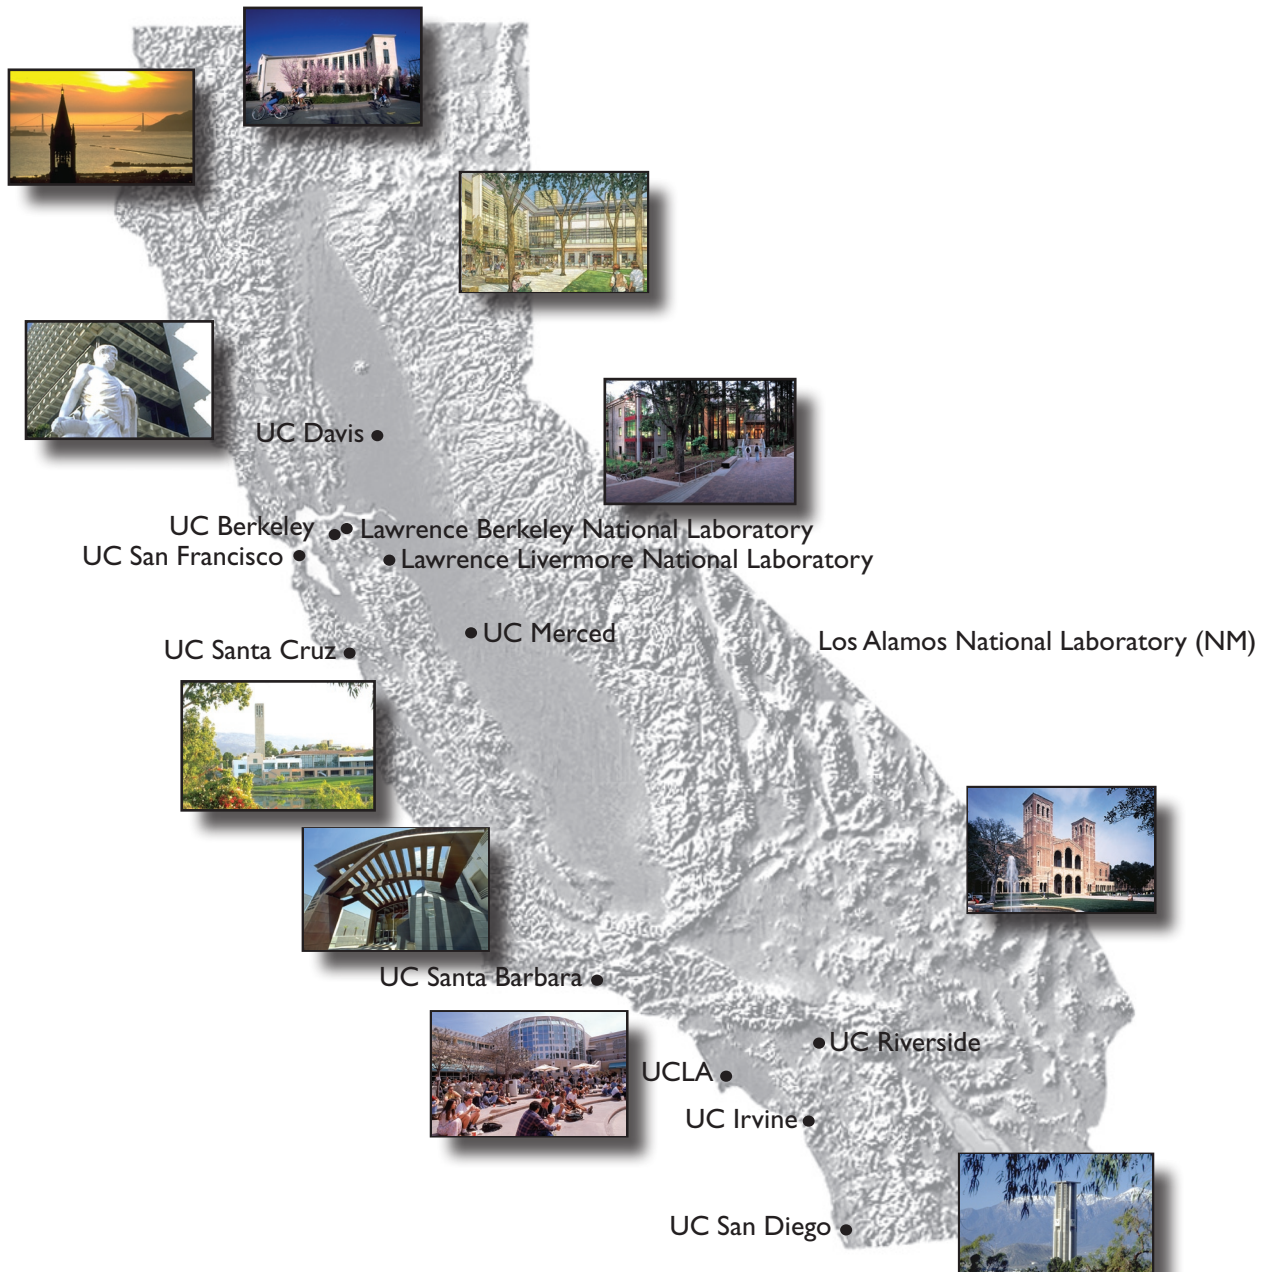 UC Davis
UC Berkeley
Lawrence Berkeley National Laboratory
UC San Francisco
Lawrence Livermore National Laboratory
UC Merced
Los Alamos National Laboratory (NM)
UC Santa Cruz
UC Santa Barbara
UC Riverside
UCLA
UC Irvine
UC San Diego